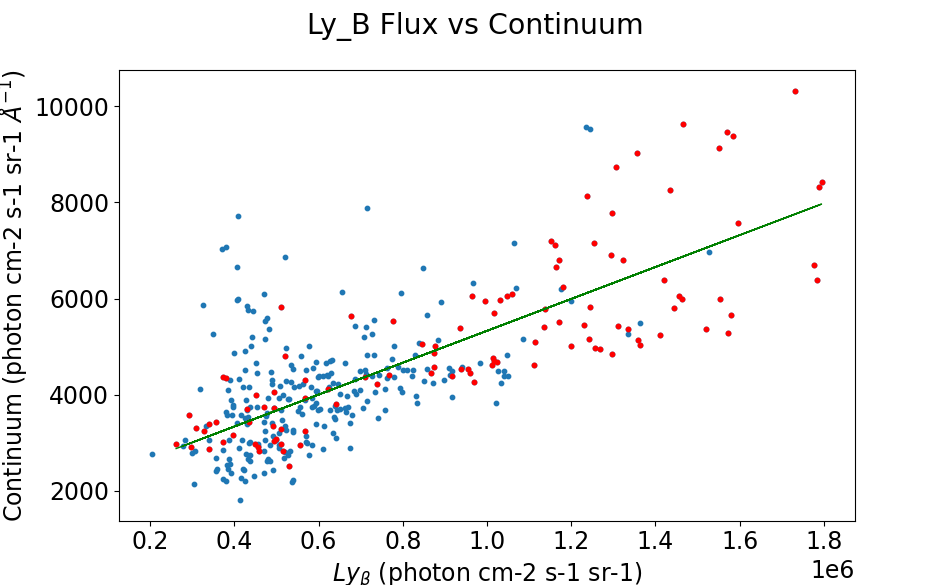 Ly_B Flux vs Continuum
Continuum (photon cm-2 s-1 sr-1 Å⁻¹)
10000
8000
6000
4000
2000
0.2 0.4 0.6 0.8 1.0 1.2 1.4 1.6 1.8
1e6
Ly_β (photon cm-2 s-1 sr-1)